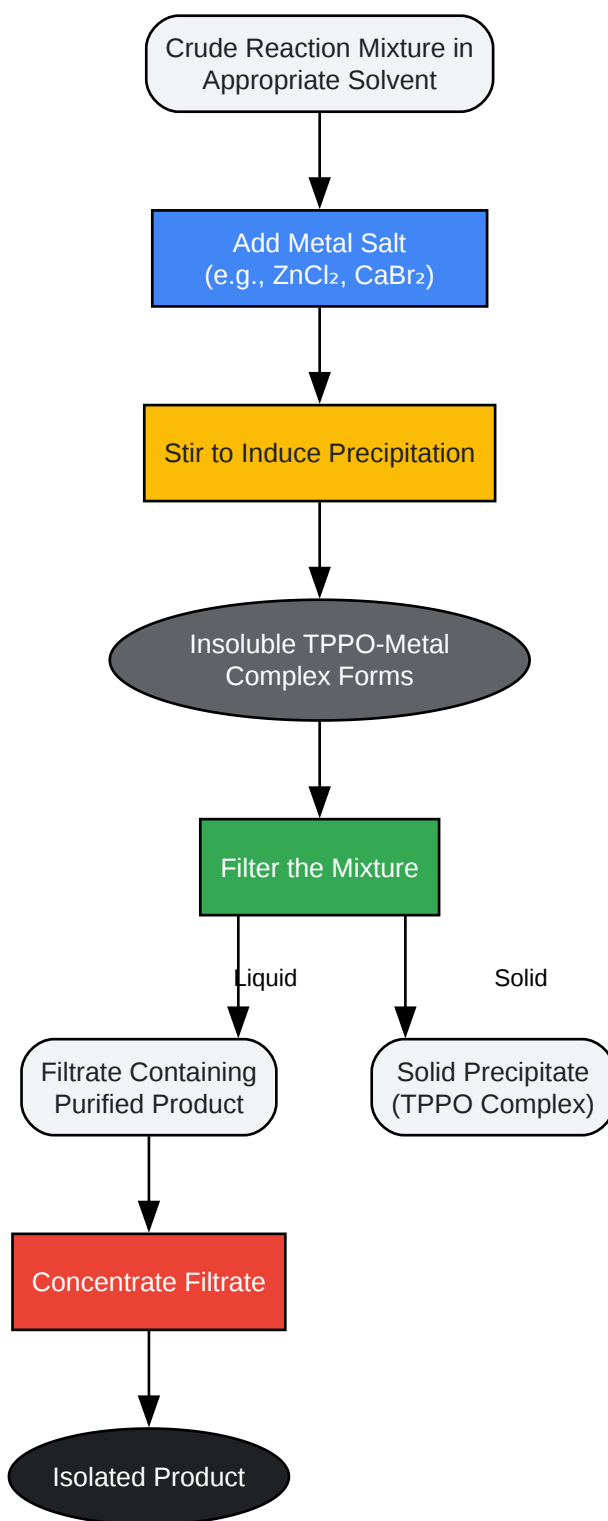 Crude Reaction Mixture in
Appropriate Solvent
Add Metal Salt
(e.g., ZnCl₂, CaBr₂)
Stir to Induce Precipitation
Insoluble TPPO-Metal
Complex Forms
Filter the Mixture
Liquid
Solid
Filtrate Containing
Purified Product
Solid Precipitate
(TPPO Complex)
Concentrate Filtrate
Isolated Product